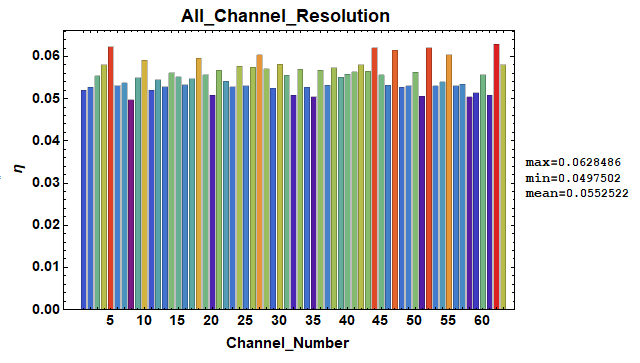 All_Channel_Resolution
0.06
0.05
0.04
0.03
0.02
0.01
0.00
η
5 10 15 20 25 30 35 40 45 50 55 60
Channel_Number
max=0.0628486
min=0.0497502
mean=0.0552522